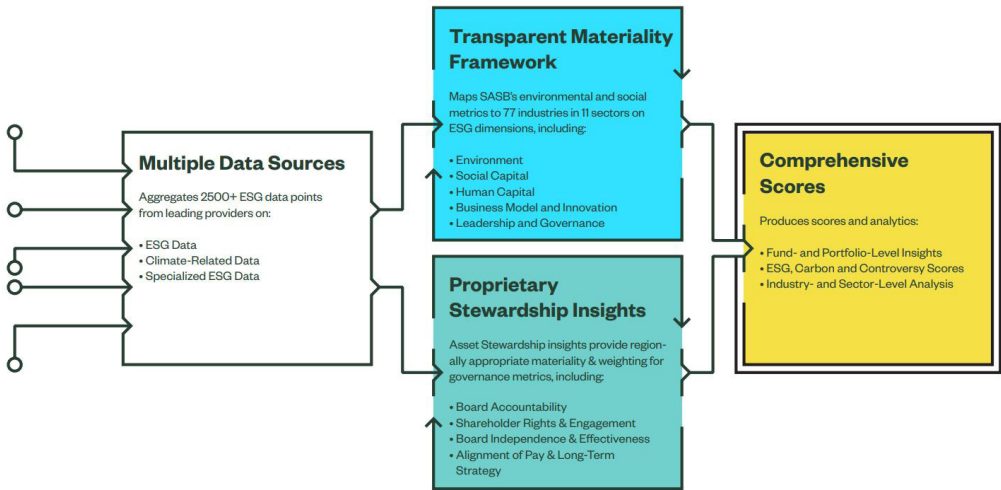 Multiple Data Sources
Aggregates 2500+ ESG data points
from leading providers on:
• ESG Data
• Climate-Related Data
• Specialized ESG Data
Transparent Materiality
Framework
Maps SASB's environmental and social
metrics to 77 industries in 11 sectors on
ESG dimensions, including:
• Environment
• Social Capital
• Human Capital
• Business Model and Innovation
• Leadership and Governance
Proprietary
Stewardship Insights
Asset Stewardship insights provide region-
ally appropriate materiality & weighting for
governance metrics, including:
• Board Accountability
• Shareholder Rights & Engagement
• Board Independence & Effectiveness
• Alignment of Pay & Long-Term
Strategy
Comprehensive
Scores
Produces scores and analytics:
• Fund- and Portfolio-Level Insights
• ESG, Carbon and Controversy Scores
• Industry- and Sector-Level Analysis